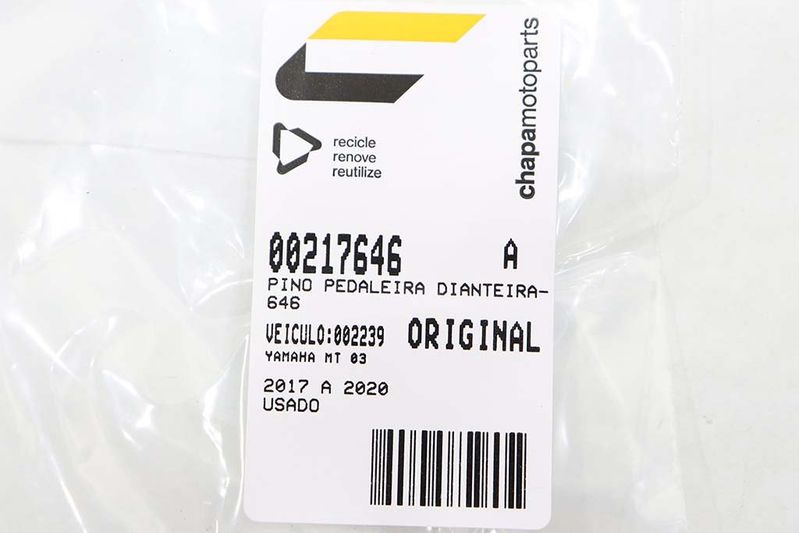 chapamotoparts
recicle
renove
reutilize
00217646 A
PINO PEDALEIRA DIANTEIRA-
646
VEICULO:002239 ORIGINAL
YAMAHA MT 03
2017 A 2020
USADO